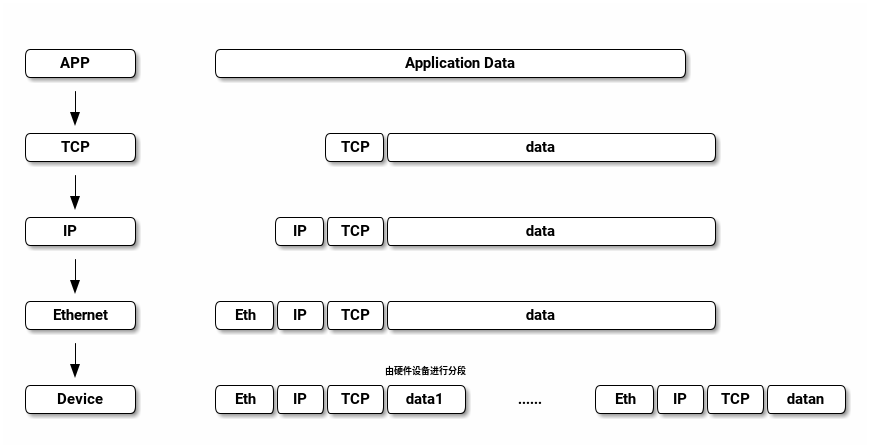 APP Application Data
TCP TCP data
IP IP TCP data
Ethernet Eth IP TCP data
由硬件设备进行分段
Device Eth IP TCP data1 ...... Eth IP TCP datan